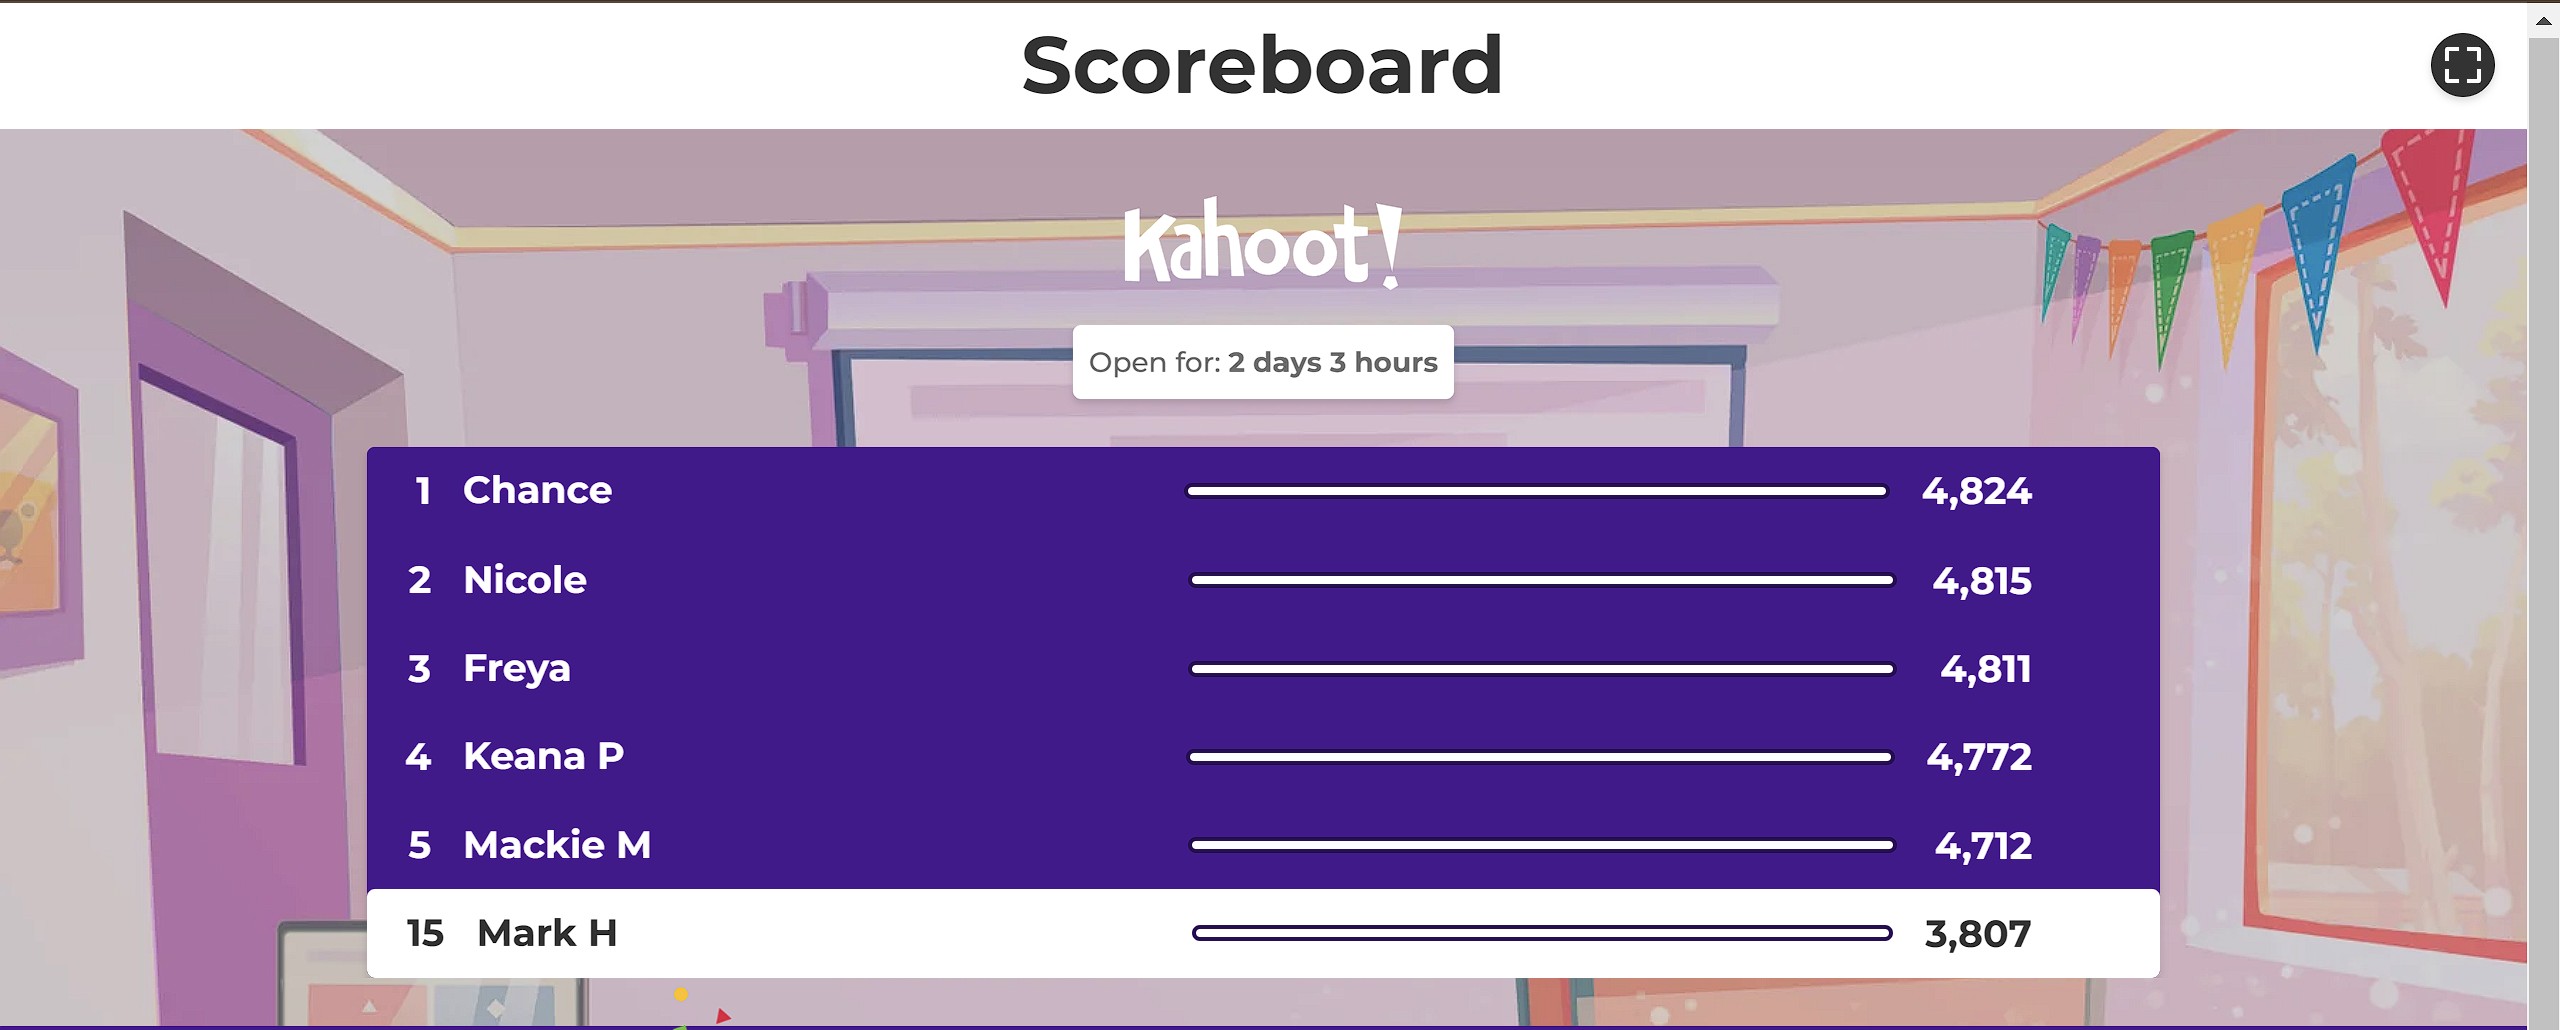 Scoreboard
Kahoot!
Open for: 2 days 3 hours
1 Chance 4,824
2 Nicole 4,815
3 Freya 4,811
4 Keana P 4,772
5 Mackie M 4,712
15 Mark H 3,807